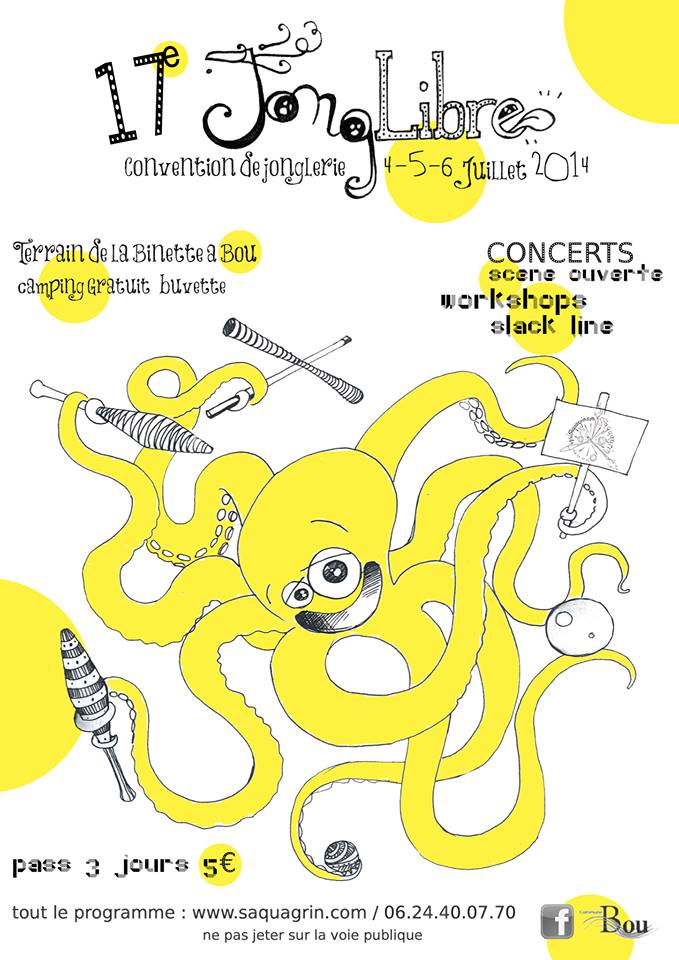 17e JongLibre
Convention de jonglerie 4-5-6 Juillet 2014
Terrain de la Binette à Bou
camping gratuit buvette
CONCERTS
scene ouverte
workshops
slack line
pass 3 jours 5€
tout le programme : www.saquagrin.com / 06.24.40.07.70
ne pas jeter sur la voie publique
f
Commune
Bou